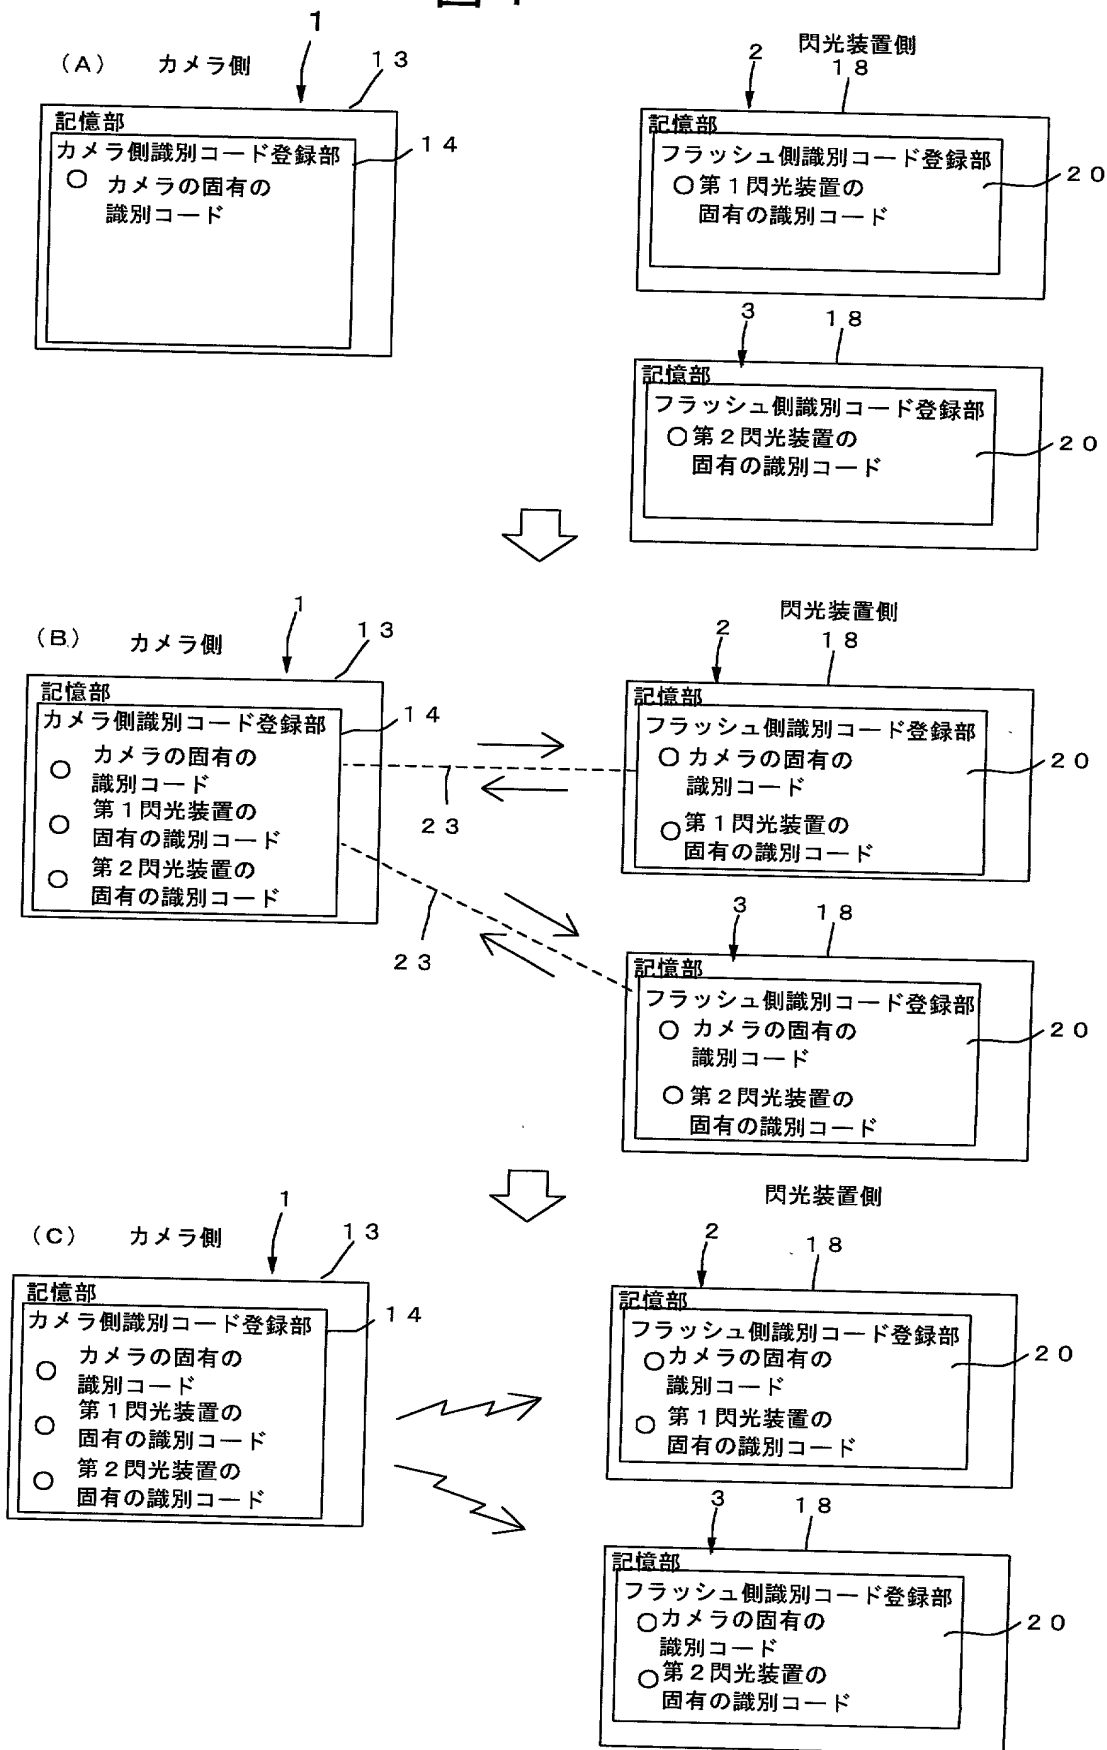 1
(A) カメラ側
13
記憶部
カメラ側識別コード登録部
14
○ カメラの固有の
識別コード
閃光装置側
2
18
記憶部
フラッシュ側識別コード登録部
○第1閃光装置の
固有の識別コード
20
3
18
記憶部
フラッシュ側識別コード登録部
○第2閃光装置の
固有の識別コード
20
(B) カメラ側
1
13
記憶部
カメラ側識別コード登録部
14
○ カメラの固有の
識別コード
○ 第1閃光装置の
固有の識別コード
○ 第2閃光装置の
固有の識別コード
23
23
閃光装置側
2
18
記憶部
フラッシュ側識別コード登録部
○ カメラの固有の
識別コード
○ 第1閃光装置の
固有の識別コード
20
3
18
記憶部
フラッシュ側識別コード登録部
○ カメラの固有の
識別コード
○ 第2閃光装置の
固有の識別コード
20
(C) カメラ側
1
13
記憶部
カメラ側識別コード登録部
14
○ カメラの固有の
識別コード
○ 第1閃光装置の
固有の識別コード
○ 第2閃光装置の
固有の識別コード
閃光装置側
2
18
記憶部
フラッシュ側識別コード登録部
○カメラの固有の
識別コード
○ 第1閃光装置の
固有の識別コード
20
3
18
記憶部
フラッシュ側識別コード登録部
○カメラの固有の
識別コード
○第2閃光装置の
固有の識別コード
20